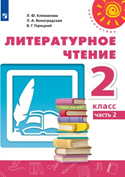 Л. Ф. Климанова
Л. А. Виноградская
В. Г. Горецкий
ЛИТЕРАТУРНОЕ
ЧТЕНИЕ
2
класс
часть 2